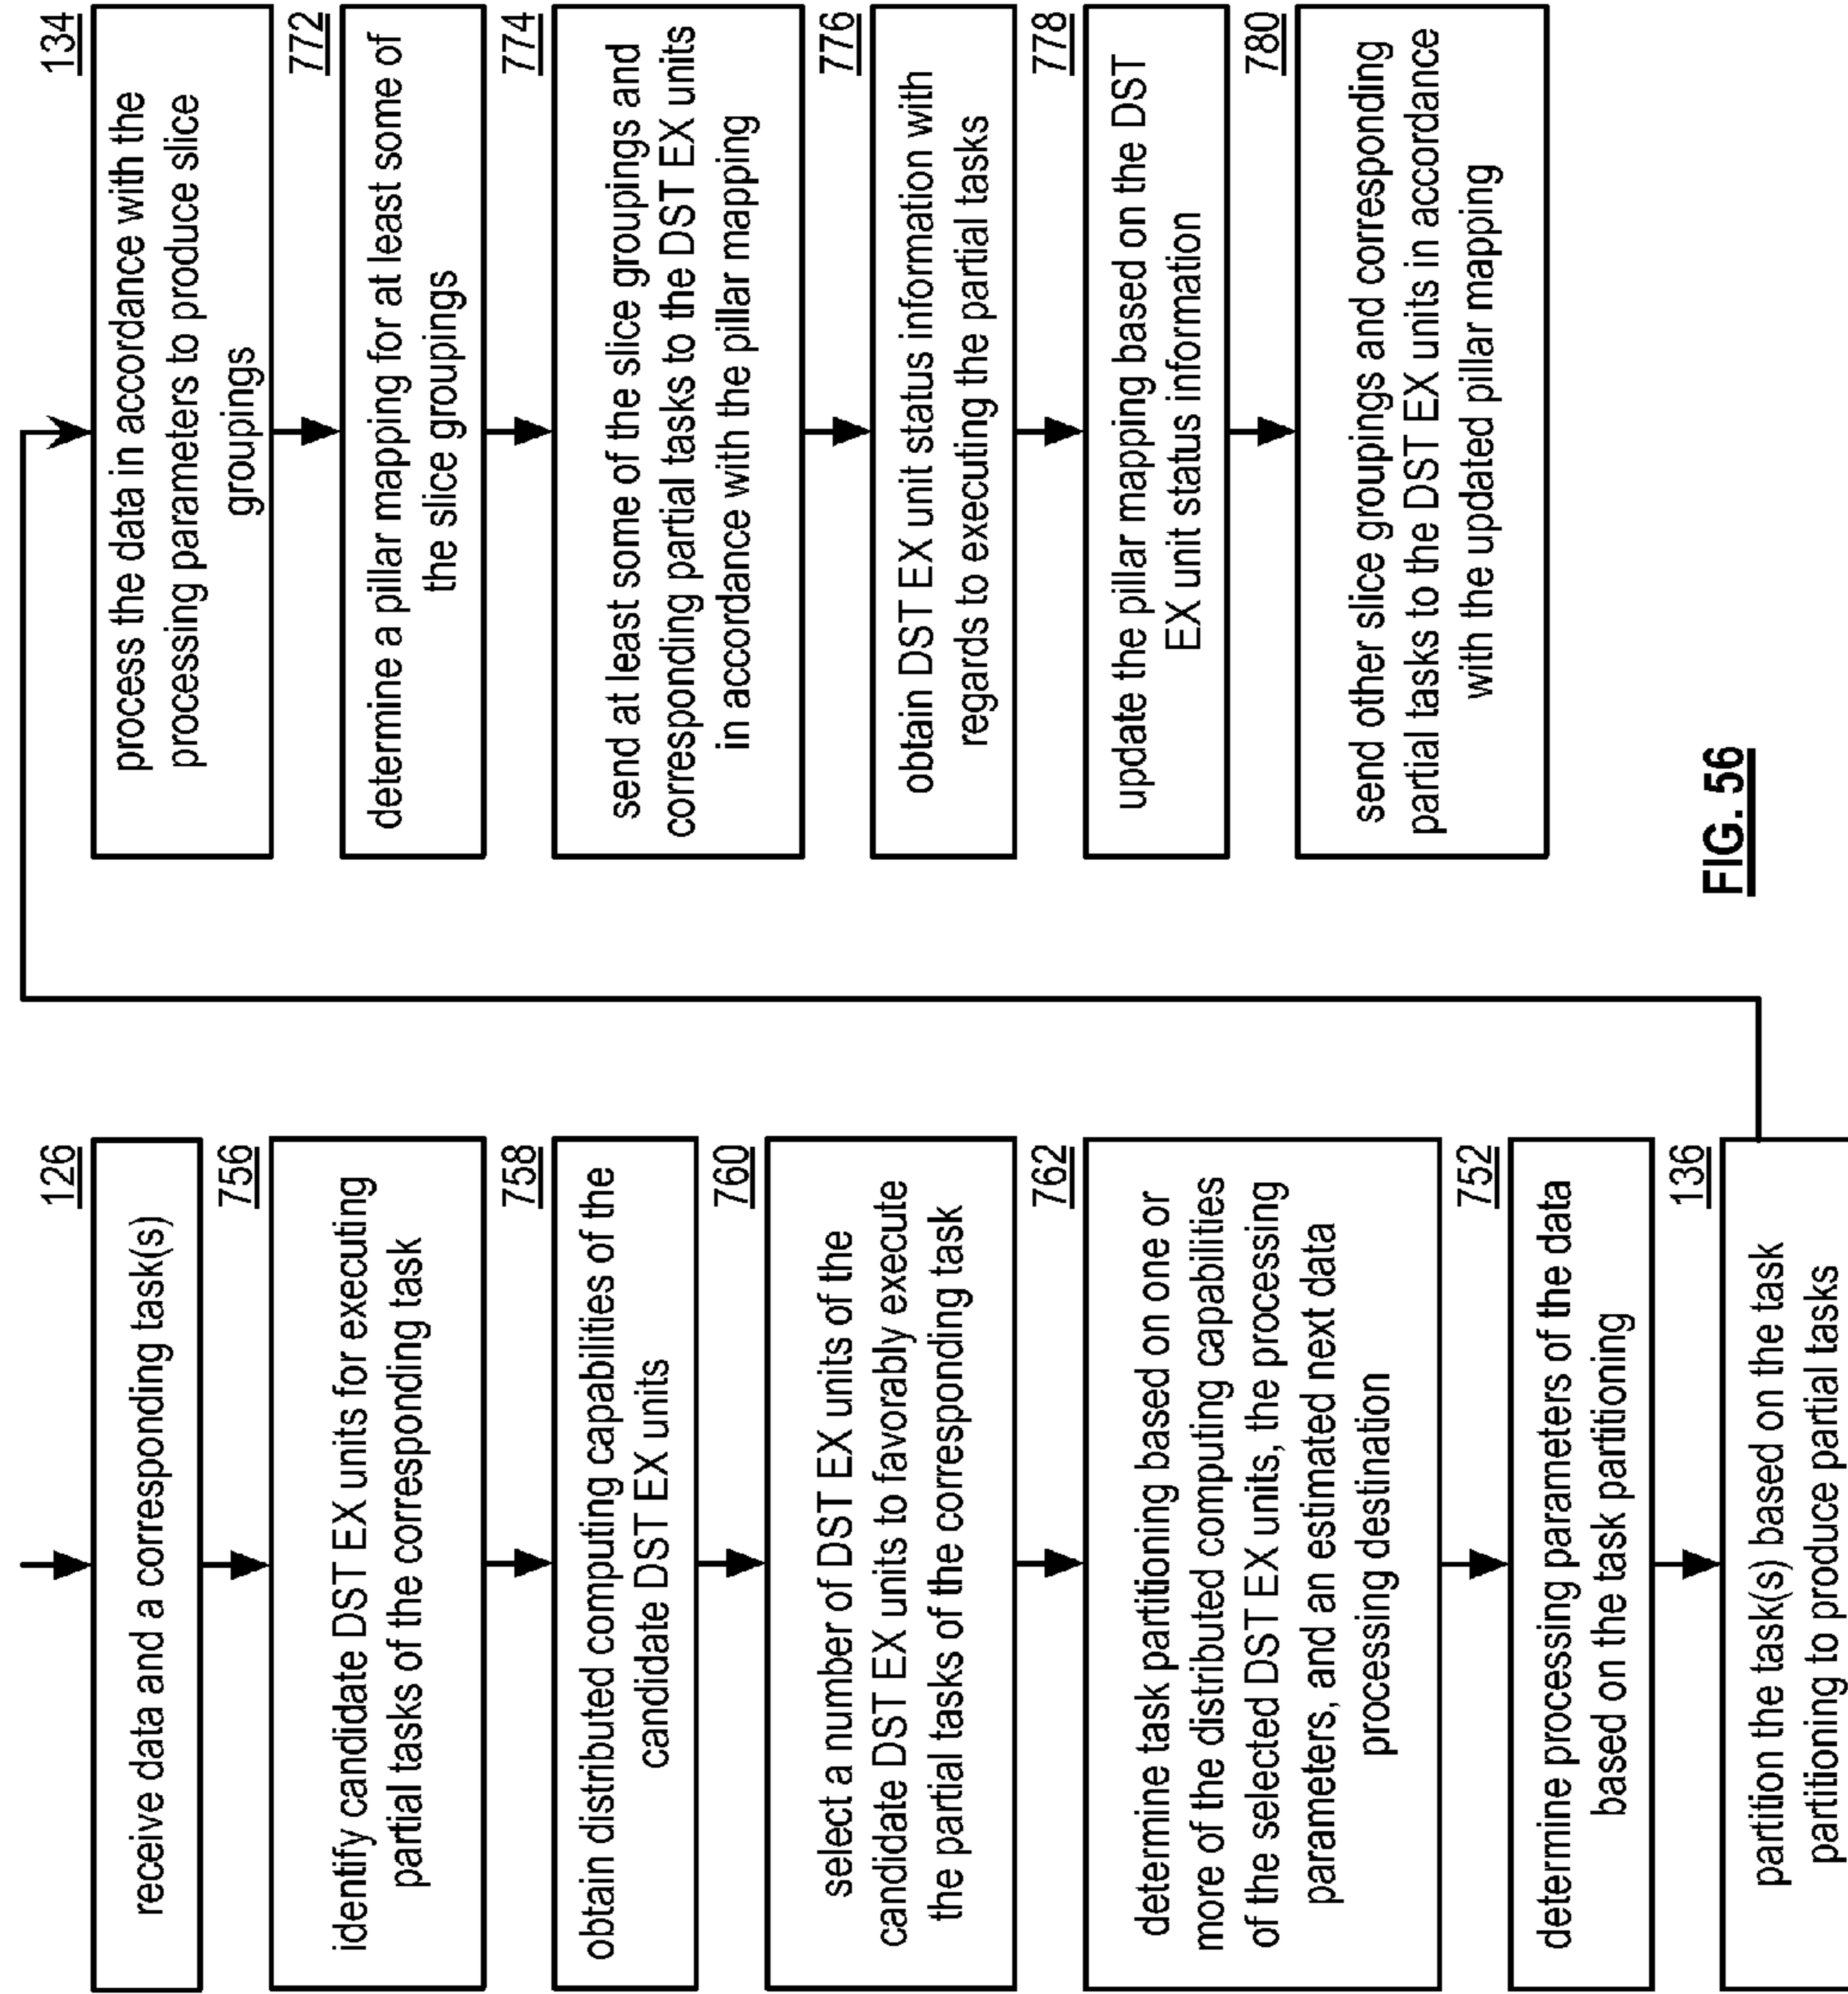 126
receive data and a corresponding task(s)
756
identify candidate DST EX units for executing
partial tasks of the corresponding task
758
obtain distributed computing capabilities of the
candidate DST EX units
760
select a number of DST EX units of the
candidate DST EX units to favorably execute
the partial tasks of the corresponding task
762
determine task partitioning based on one or
more of the distributed computing capabilities
of the selected DST EX units, the processing
parameters, and an estimated next data
processing destination
752
determine processing parameters of the data
based on the task partitioning
136
partition the task(s) based on the task
partitioning to produce partial tasks
134
process the data in accordance with the
processing parameters to produce slice
groupings
772
determine a pillar mapping for at least some of
the slice groupings
774
send at least some of the slice groupings and
corresponding partial tasks to the DST EX units
in accordance with the pillar mapping
776
obtain DST EX unit status information with
regards to executing the partial tasks
778
update the pillar mapping based on the DST
EX unit status information
780
send other slice groupings and corresponding
partial tasks to the DST EX units in accordance
with the updated pillar mapping
FIG. 56